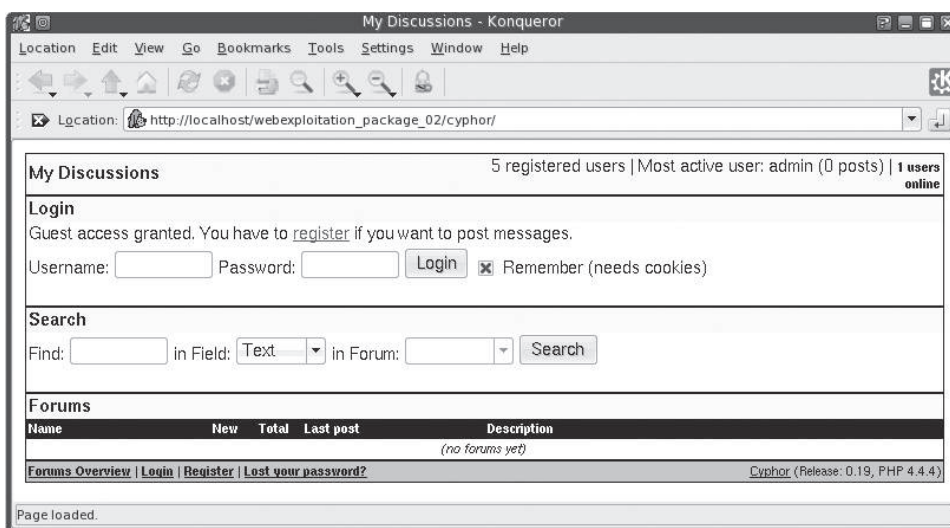 My Discussions - Konqueror
Location Edit View Go Bookmarks Tools Settings Window Help
Location: http://localhost/webexploitation_package_02/cyphor/
My Discussions
5 registered users | Most active user: admin (0 posts) | 1 users online
Login
Guest access granted. You have to register if you want to post messages.
Username: Password: Login Remember (needs cookies)
Search
Find: in Field: Text in Forum: Search
Forums
Name New Total Last post Description
(no forums yet)
Forums Overview | Login | Register | Lost your password? Cyphor (Release: 0.19, PHP 4.4.4)
Page loaded.